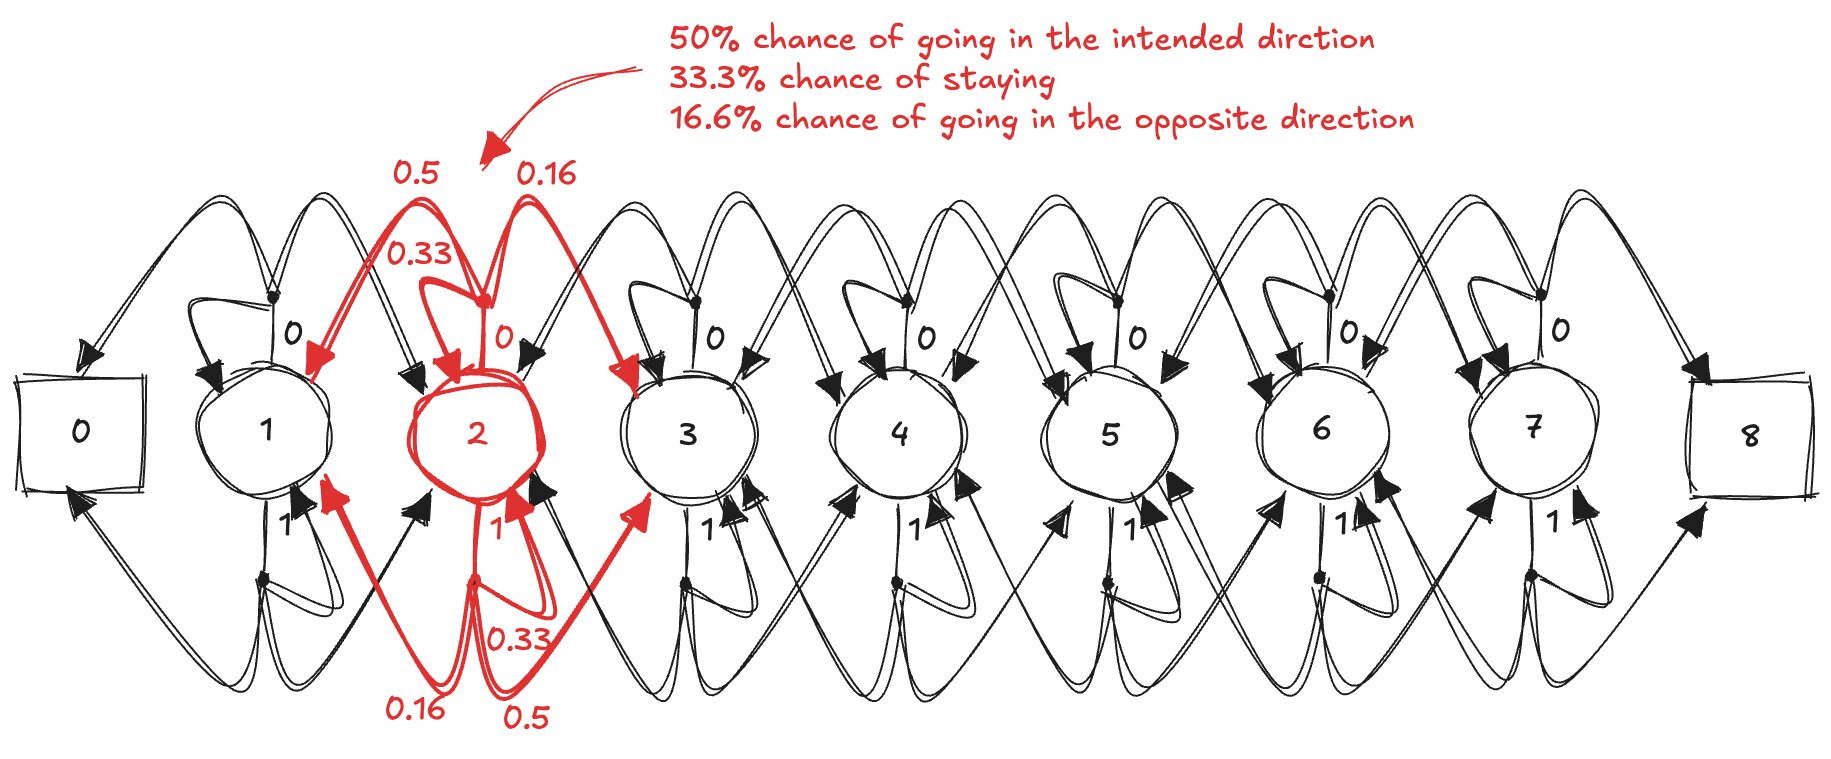 50% chance of going in the intended dirction
33.3% chance of staying
16.6% chance of going in the opposite direction
0.5 0.16
0.33
0 0 0 0 0 0 0
0 1 2 3 4 5 6 7 8
1 1 1 1 1 1 1
0.33
0.16 0.5